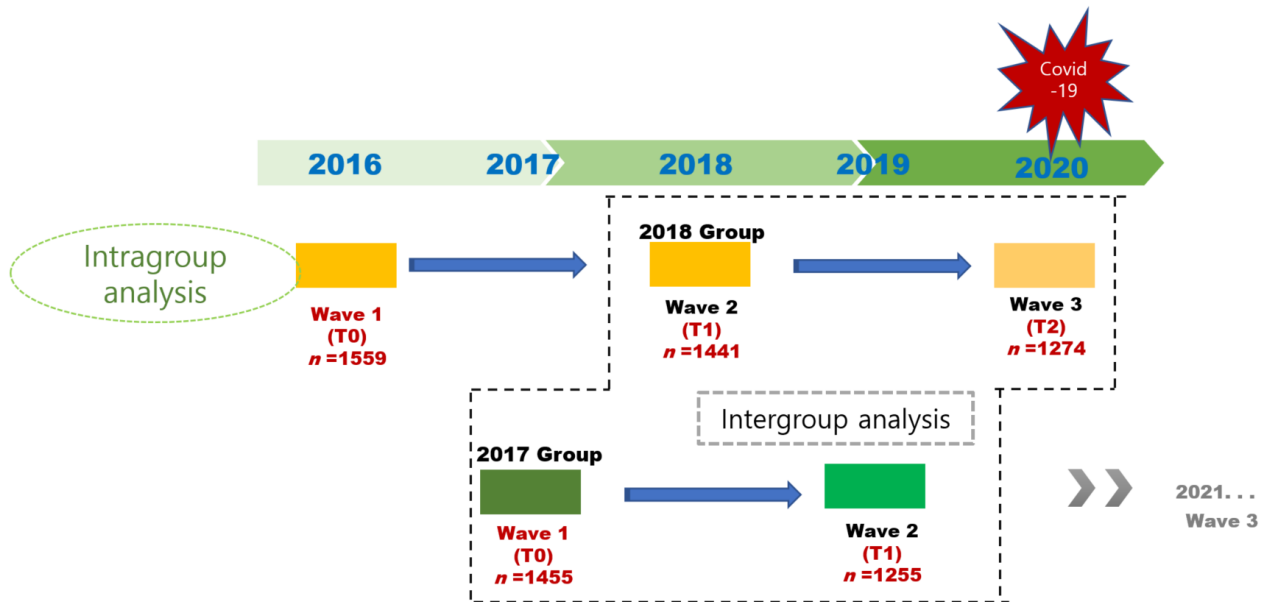 Covid
-19
2016
2017
2018
2019
2020
Intragroup
analysis
2018 Group
Wave 1
(T0)
n =1559
Wave 2
(T1)
n =1441
Wave 3
(T2)
n =1274
Intergroup analysis
2017 Group
Wave 1
(T0)
n =1455
Wave 2
(T1)
n =1255
2021. . .
Wave 3